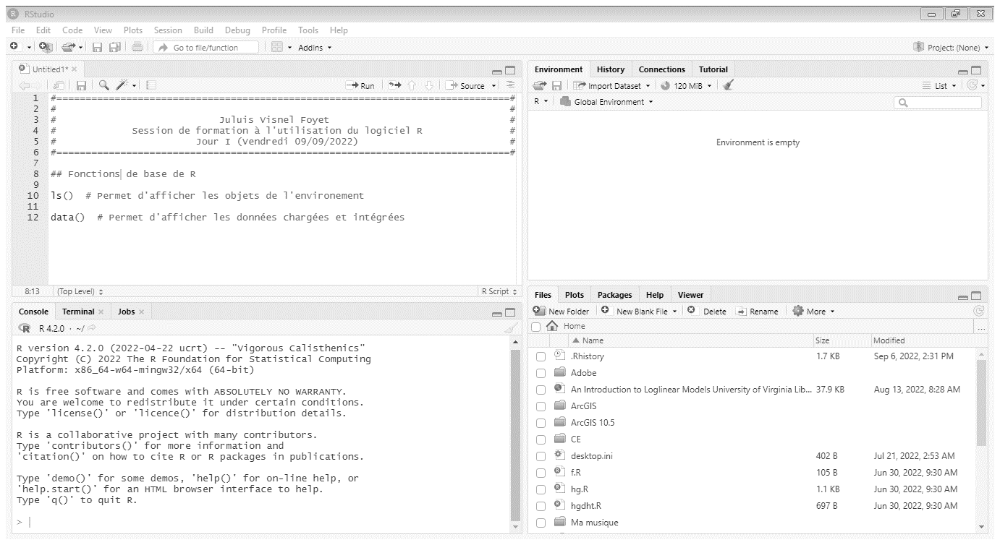 RStudio
File Edit Code View Plots Session Build Debug Profile Tools Help
Go to file/function Addins Project: (None)
Untitled1* ×
Run Source
1 #==============================================================================#
2 # #
3 # Juluis Visnel Foyet #
4 # Session de formation à l'utilisation du logiciel R #
5 # Jour I (Vendredi 09/09/2022) #
6 #==============================================================================#
7
8 ## Fonctions de base de R
9
10 ls() # Permet d'afficher les objets de l'environement
11
12 data() # Permet d'afficher les données chargées et intégrées
8:13 (Top Level) R Script
Console Terminal × Jobs ×
R 4.2.0 · ~/
R version 4.2.0 (2022-04-22 ucrt) -- "Vigorous Calisthenics"
Copyright (C) 2022 The R Foundation for Statistical Computing
Platform: x86_64-w64-mingw32/x64 (64-bit)
R is free software and comes with ABSOLUTELY NO WARRANTY.
You are welcome to redistribute it under certain conditions.
Type 'license()' or 'licence()' for distribution details.
R is a collaborative project with many contributors.
Type 'contributors()' for more information and
'citation()' on how to cite R or R packages in publications.
Type 'demo()' for some demos, 'help()' for on-line help, or
'help.start()' for an HTML browser interface to help.
Type 'q()' to quit R.
>
Environment History Connections Tutorial
Import Dataset 120 MiB List
R Global Environment
Environment is empty
Files Plots Packages Help Viewer
New Folder New Blank File Delete Rename More
Home ...
Name Size Modified
.Rhistory 1.7 KB Sep 6, 2022, 2:31 PM
Adobe
An Introduction to Loglinear Models University of Virginia Lib... 37.9 KB Aug 13, 2022, 8:28 AM
ArcGIS
ArcGIS 10.5
CE
desktop.ini 402 B Jul 21, 2022, 2:53 AM
f.R 105 B Jun 30, 2022, 9:30 AM
hg.R 1.1 KB Jun 30, 2022, 9:30 AM
hgdht.R 697 B Jun 30, 2022, 9:30 AM
Ma musique